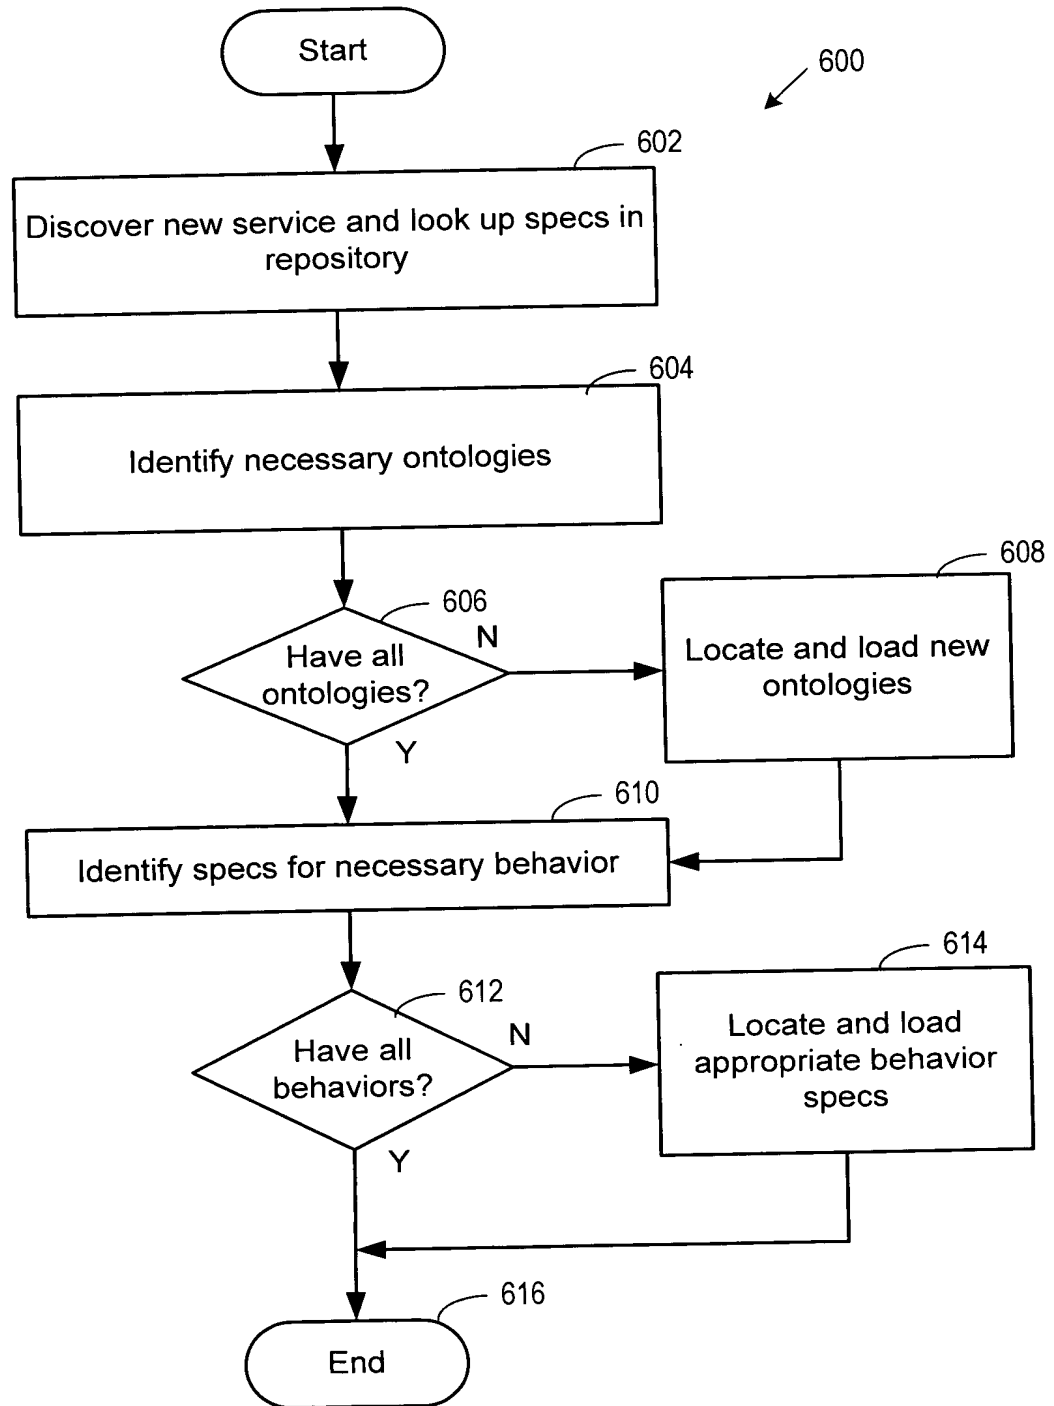 Start
600
602
Discover new service and look up specs in
repository
604
Identify necessary ontologies
606
Have all
ontologies?
N
Y
608
Locate and load new
ontologies
610
Identify specs for necessary behavior
612
Have all
behaviors?
N
Y
614
Locate and load
appropriate behavior
specs
616
End